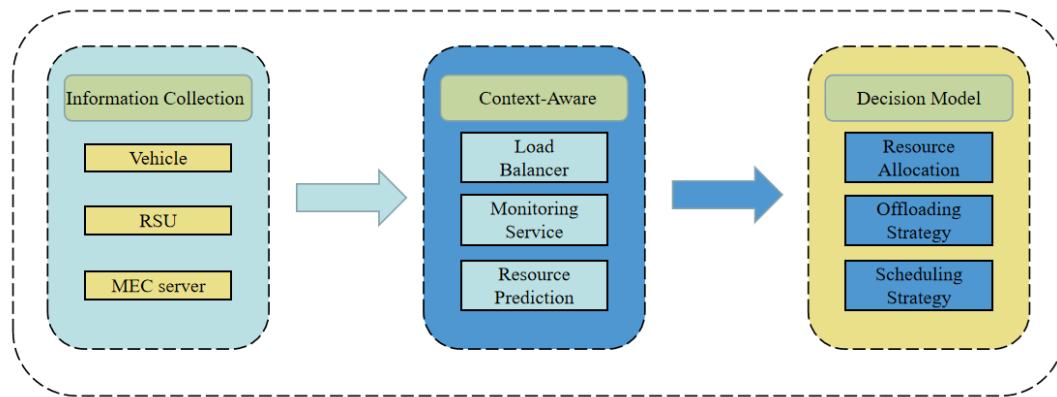 Information Collection
Vehicle
RSU
MEC server
Context-Aware
Load
Balancer
Monitoring
Service
Resource
Prediction
Decision Model
Resource
Allocation
Offloading
Strategy
Scheduling
Strategy